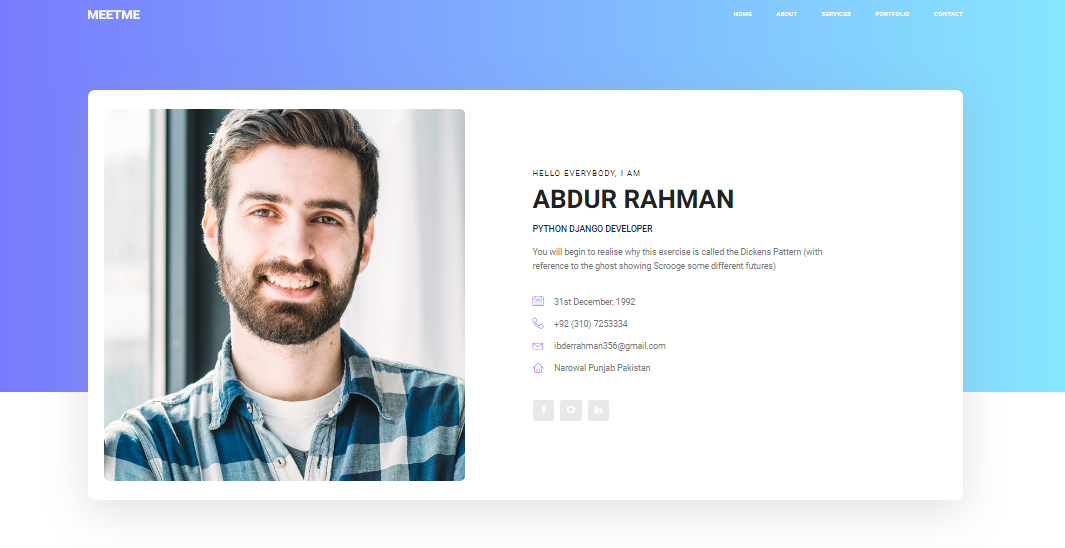 MEETME
HOME ABOUT SERVICES PORTFOLIO CONTACT
HELLO EVERYBODY, I AM
ABDUR RAHMAN
PYTHON DJANGO DEVELOPER
You will begin to realise why this exercise is called the Dickens Pattern (with
reference to the ghost showing Scrooge some different futures)
31st December, 1992
+92 (310) 7253334
ibderrahman356@gmail.com
Narowal Punjab Pakistan